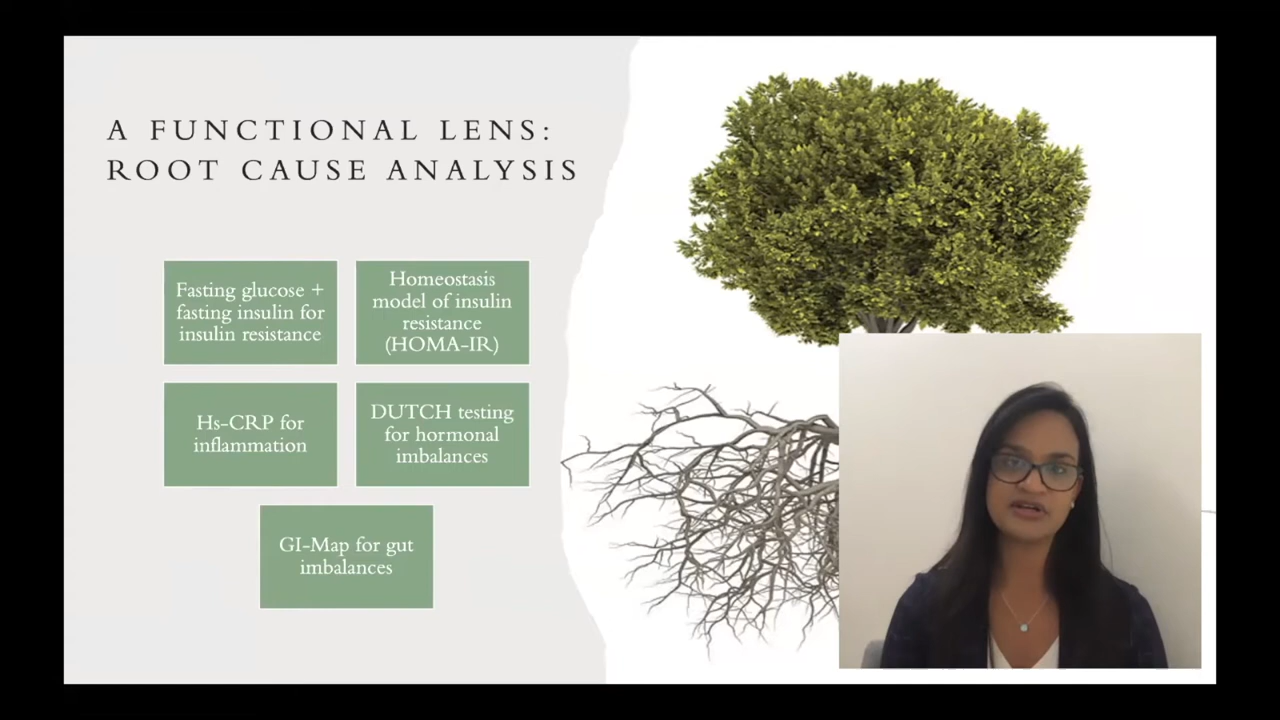 A FUNCTIONAL LENS:
ROOT CAUSE ANALYSIS
Fasting glucose +
fasting insulin for
insulin resistance
Homeostasis
model of insulin
resistance
(HOMA-IR)
Hs-CRP for
inflammation
DUTCH testing
for hormonal
imbalances
GI-Map for gut
imbalances